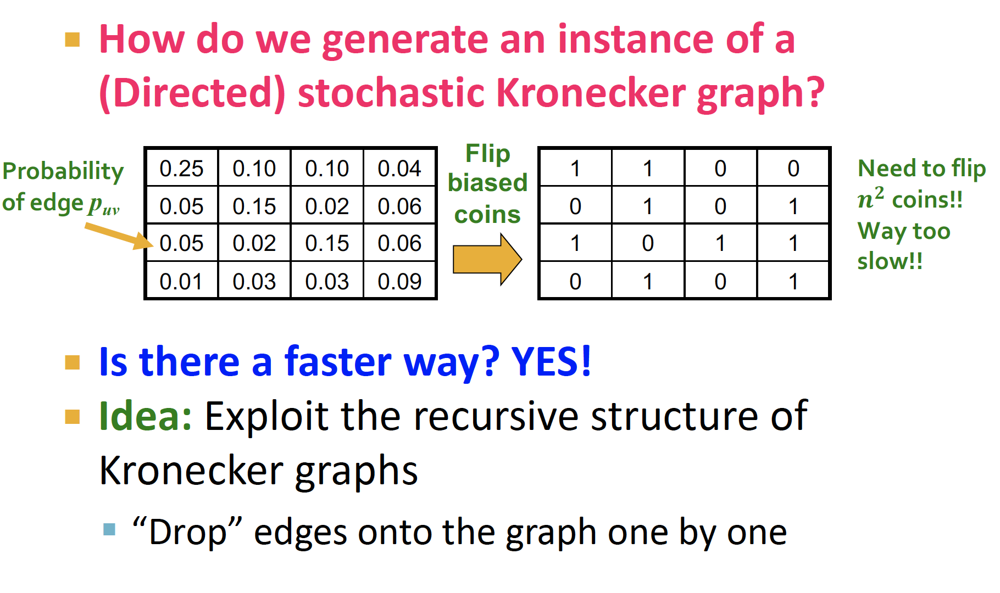 How do we generate an instance of a
(Directed) stochastic Kronecker graph?
Probability
of edge p_uv
0.25 0.10 0.10 0.04
0.05 0.15 0.02 0.06
0.05 0.02 0.15 0.06
0.01 0.03 0.03 0.09
Flip
biased
coins
1 1 0 0
0 1 0 1
1 0 1 1
0 1 0 1
Need to flip
n² coins!!
Way too
slow!!
Is there a faster way? YES!
Idea: Exploit the recursive structure of
Kronecker graphs
“Drop” edges onto the graph one by one